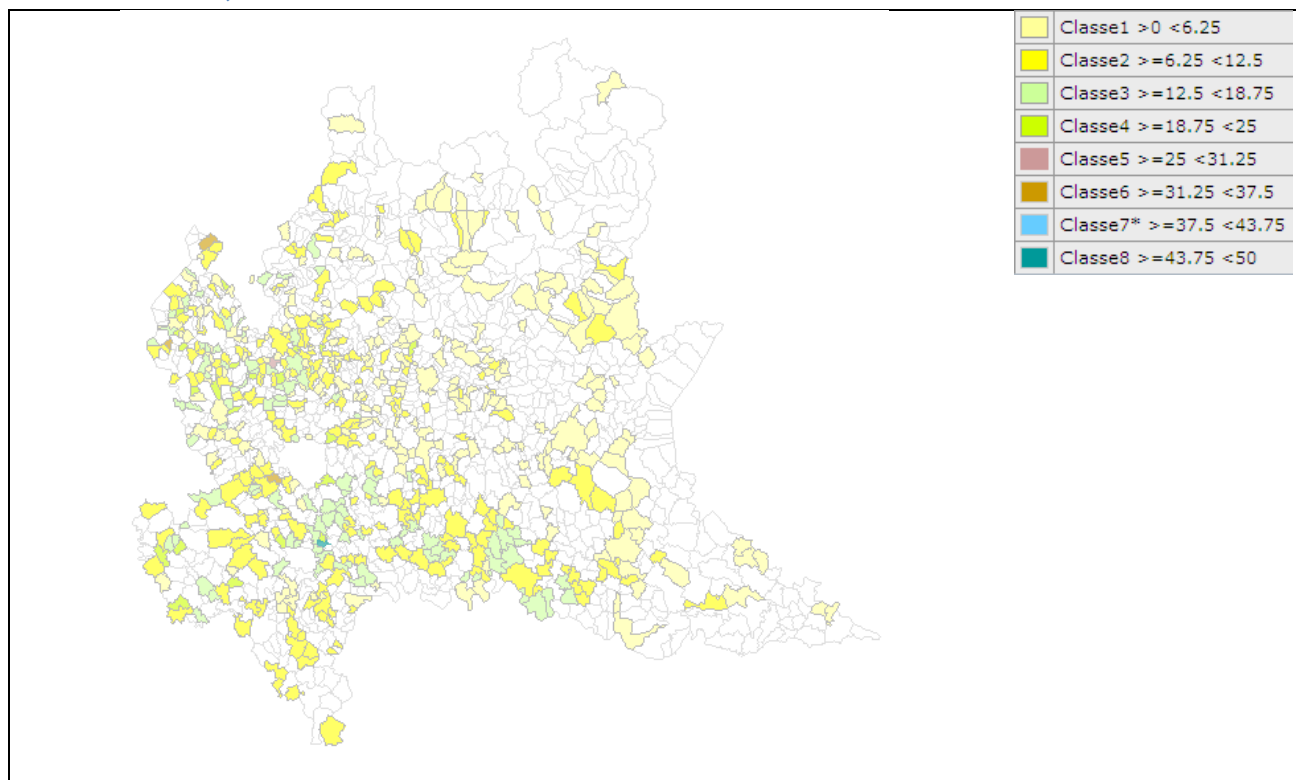 Classe1 >0 <6.25
Classe2 >=6.25 <12.5
Classe3 >=12.5 <18.75
Classe4 >=18.75 <25
Classe5 >=25 <31.25
Classe6 >=31.25 <37.5
Classe7* >=37.5 <43.75
Classe8 >=43.75 <50